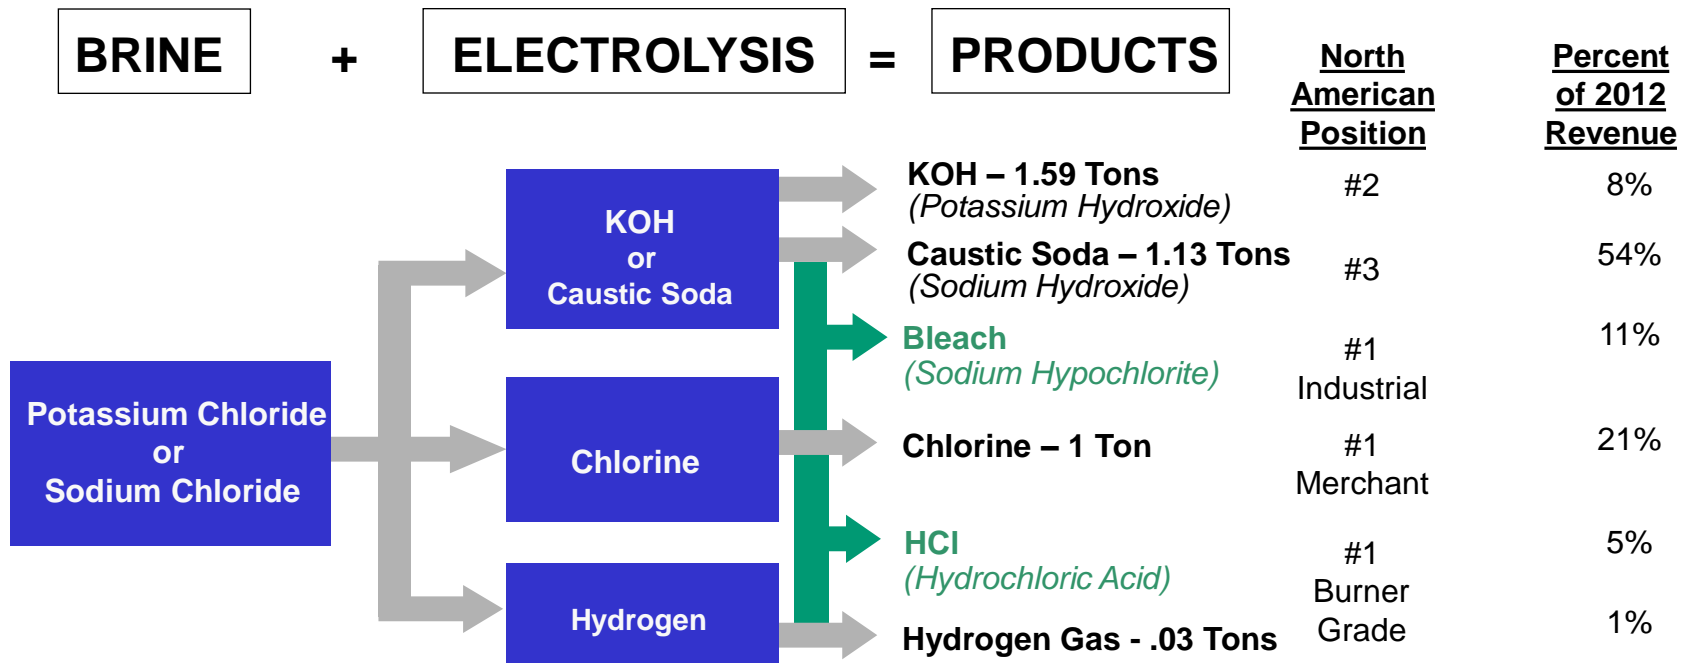 BRINE + ELECTROLYSIS = PRODUCTS
North
American
Position
Percent
of 2012
Revenue
Potassium Chloride
or
Sodium Chloride
KOH
or
Caustic Soda
Chlorine
Hydrogen
KOH – 1.59 Tons
(Potassium Hydroxide)
#2
8%
Caustic Soda – 1.13 Tons
(Sodium Hydroxide)
#3
54%
Bleach
(Sodium Hypochlorite)
#1
Industrial
11%
Chlorine – 1 Ton
#1
Merchant
21%
HCl
(Hydrochloric Acid)
#1
Burner
Grade
5%
Hydrogen Gas - .03 Tons
1%